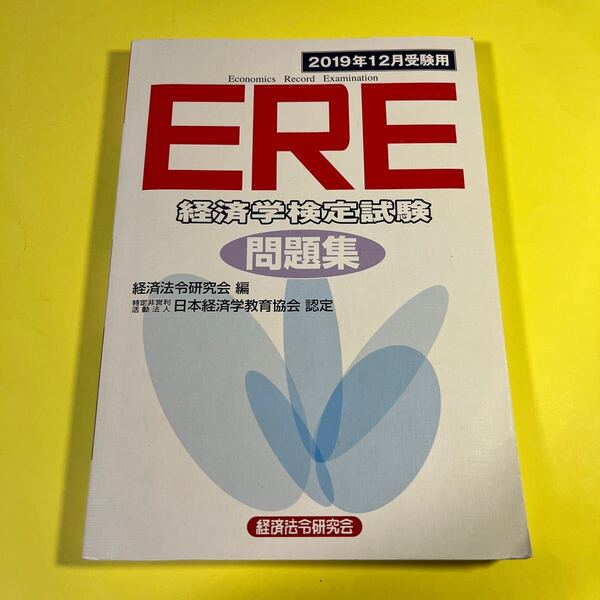 2019年12月受験用
Economics Record Examination
ERE
経済学検定試験
問題集
経済法令研究会 編
特定非営利
活動法人 日本経済学教育協会 認定
経済法令研究会